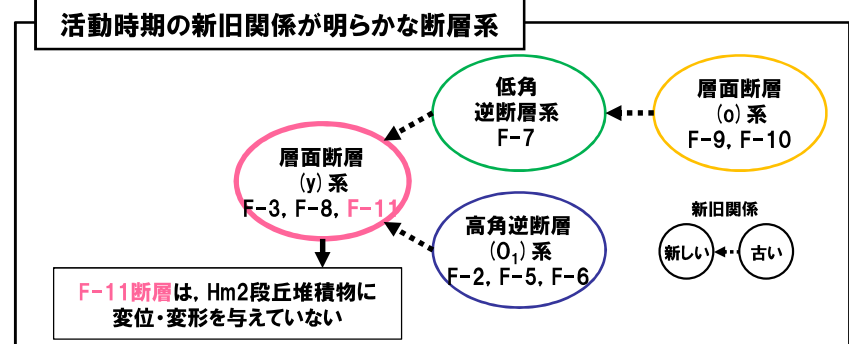 活動時期の新旧関係が明らかな断層系
低角
逆断層系
F-7
層面断層
(o)系
F-9, F-10
層面断層
(y)系
F-3, F-8, F-11
高角逆断層
(O₁)系
F-2, F-5, F-6
新旧関係
新しい
古い
F-11断層は, Hm2段丘堆積物に
変位・変形を与えていない